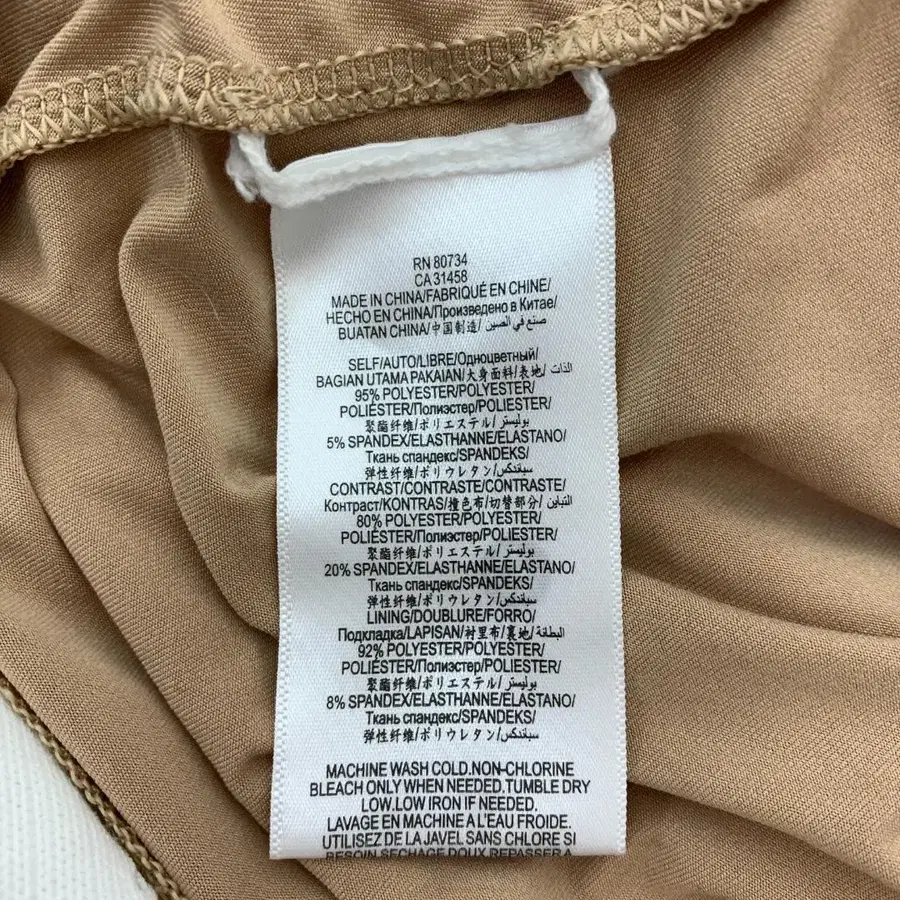 RN 80734
CA 31458
MADE IN CHINA/FABRIQUÉ EN CHINE/
HECHO EN CHINA/Произведено в Китае/
BUATAN CHINA/中国制造/ صنع في الصين
SELF/AUTO/LIBRE/Одноцветный/
BAGIAN UTAMA PAKAIAN/大身面料/表地/ الذات
95% POLYESTER/POLYESTER/
POLIÉSTER/Полиэстер/POLIESTER/
聚酯纤维/ポリエステル/بوليستر
5% SPANDEX/ELASTHANNE/ELASTANO/
Ткань спандекс/SPANDEKS/
弹性纤维/ポリウレタン/سباندكس
CONTRAST/CONTRASTE/CONTRASTE/
Контраст/KONTRAS/撞色布/切替部分/ التباين
80% POLYESTER/POLYESTER/
POLIÉSTER/Полиэстер/POLIESTER/
聚酯纤维/ポリエステル/بوليستر
20% SPANDEX/ELASTHANNE/ELASTANO/
Ткань спандекс/SPANDEKS/
弹性纤维/ポリウレタン/سباندكس
LINING/DOUBLURE/FORRO/
Подкладка/LAPISAN/衬里布/裏地/ البطانة
92% POLYESTER/POLYESTER/
POLIÉSTER/Полиэстер/POLIESTER/
聚酯纤维/ポリエステル/بوليستر
8% SPANDEX/ELASTHANNE/ELASTANO/
Ткань спандекс/SPANDEKS/
弹性纤维/ポリウレタン/سباندكس
MACHINE WASH COLD.NON-CHLORINE
BLEACH ONLY WHEN NEEDED.TUMBLE DRY
LOW.LOW IRON IF NEEDED.
LAVAGE EN MACHINE A L'EAU FROIDE.
UTILISEZ DE LA JAVEL SANS CHLORE SI
BESOIN SECHAGE DOUX.REPASSER A